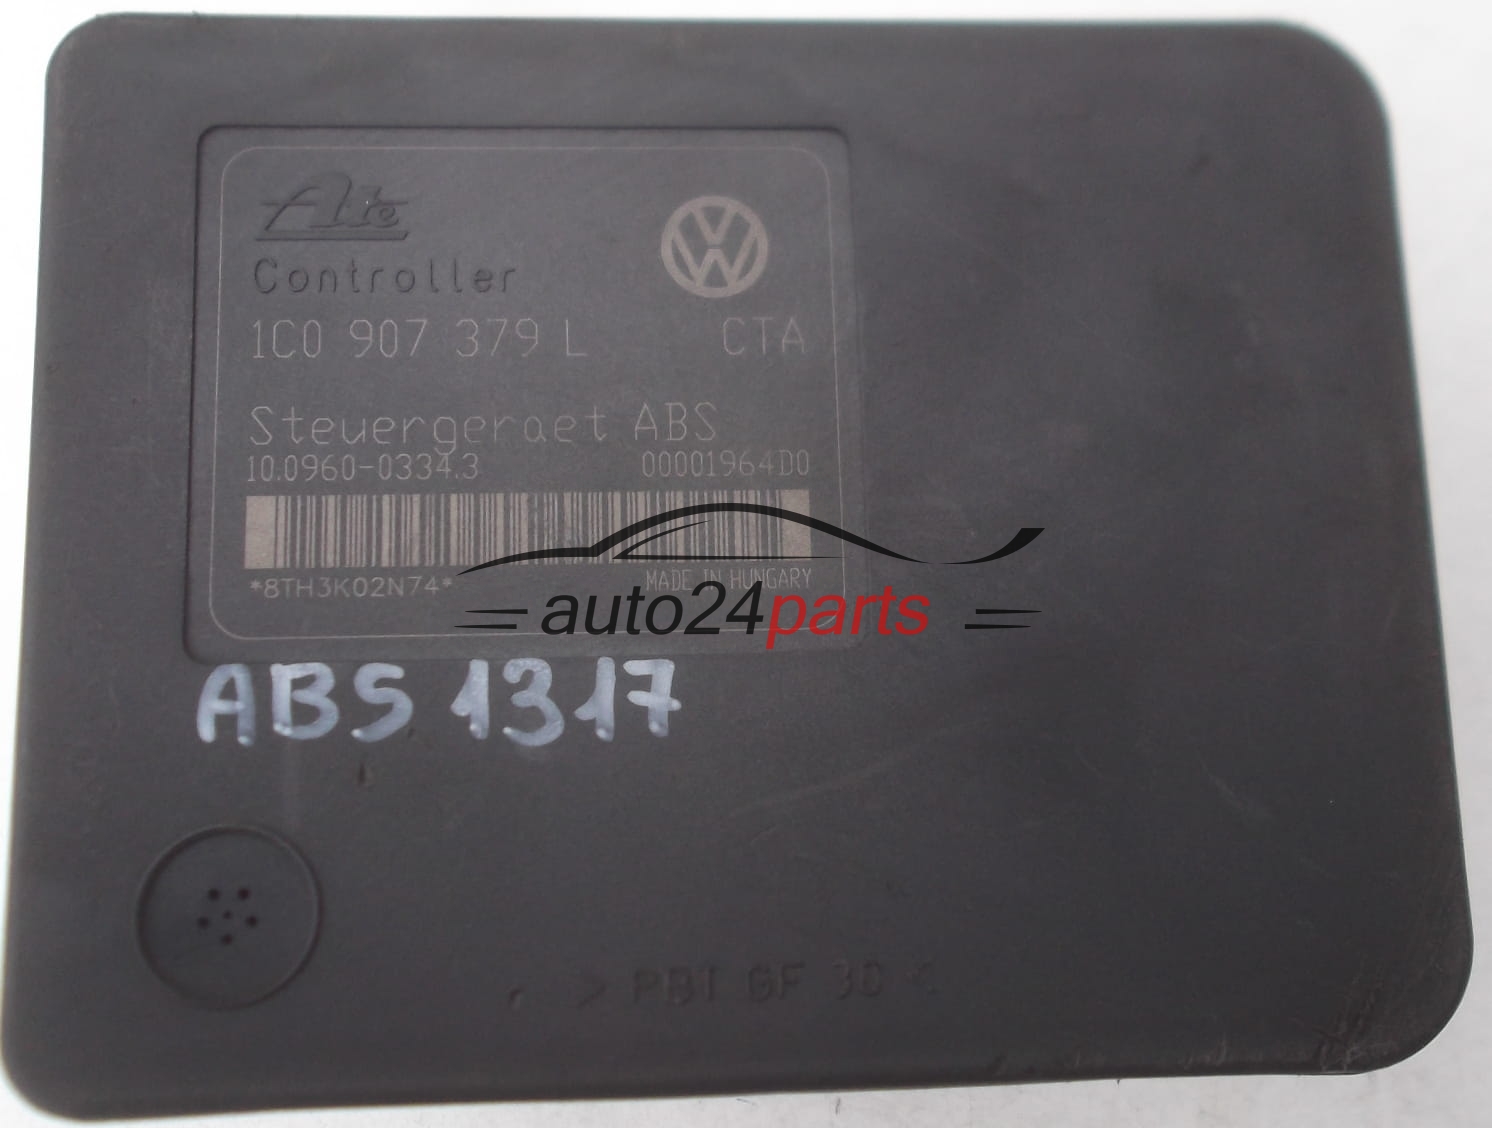 Ate
Controller
1C0 907 379 L CTA
Steuergeraet ABS
10.0960-0334.3 00001964D0
*8TH3K02N74* MADE IN HUNGARY
auto24parts
ABS 1317
> PBT GF 30 <